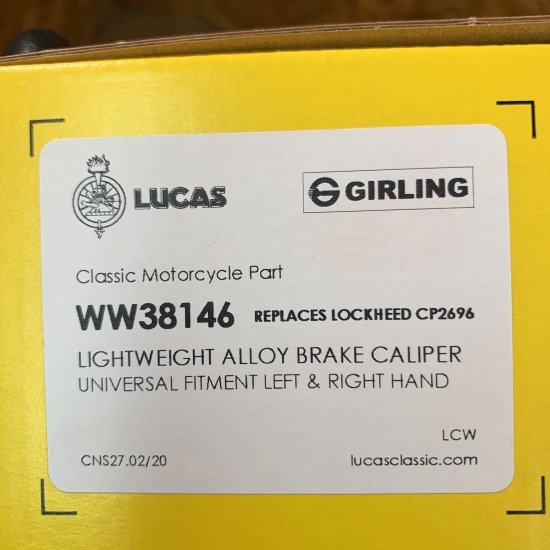 LUCAS
GIRLING
Classic Motorcycle Part
WW38146 REPLACES LOCKHEED CP2696
LIGHTWEIGHT ALLOY BRAKE CALIPER
UNIVERSAL FITMENT LEFT & RIGHT HAND
LCW
CNS27.02/20 lucasclassic.com